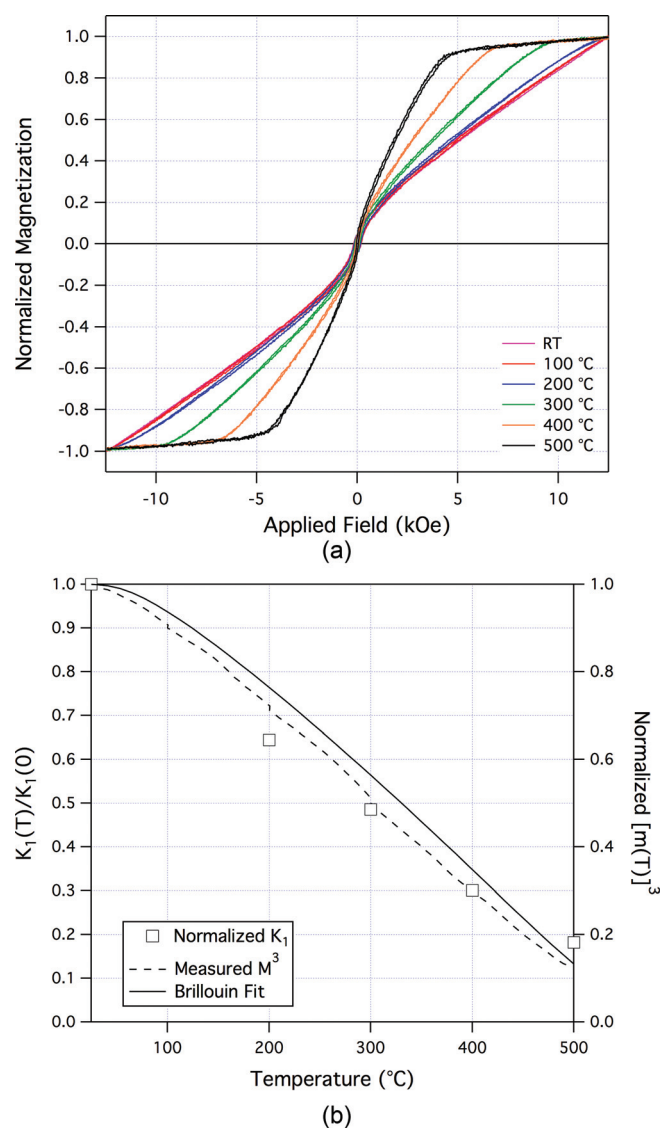 1.0
0.8
0.6
0.4
0.2
0.0
-0.2
-0.4
-0.6
-0.8
-1.0
Normalized Magnetization
RT
100 °C
200 °C
300 °C
400 °C
500 °C
-10 -5 0 5 10
Applied Field (kOe)
(a)
1.0
0.9
0.8
0.7
0.6
0.5
0.4
0.3
0.2
0.1
0.0
K₁(T)/K₁(0)
1.0
0.8
0.6
0.4
0.2
0.0
Normalized [m(T)]³
Normalized K₁
Measured M³
Brillouin Fit
100 200 300 400 500
Temperature (°C)
(b)